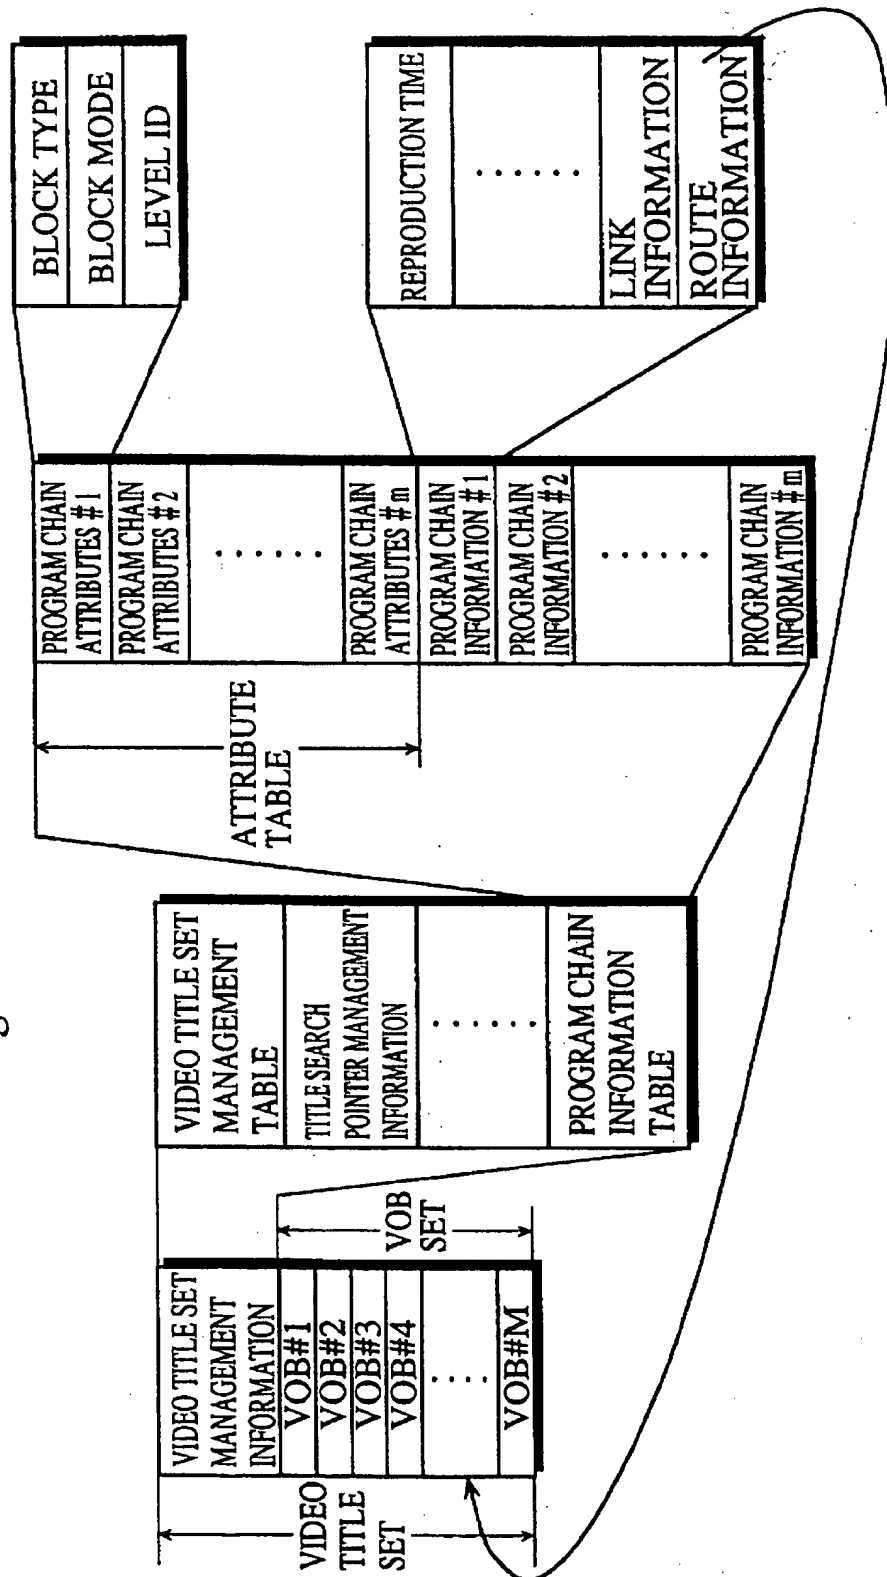 VIDEO
TITLE
SET
VIDEO TITLE SET
MANAGEMENT
INFORMATION
VOB#1
VOB#2
VOB#3
VOB#4
.....
VOB#M
VOB
SET
VIDEO TITLE SET
MANAGEMENT
TABLE
TITLE SEARCH
POINTER MANAGEMENT
INFORMATION
......
PROGRAM CHAIN
INFORMATION
TABLE
ATTRIBUTE
TABLE
PROGRAM CHAIN
ATTRIBUTES #1
PROGRAM CHAIN
ATTRIBUTES #2
......
PROGRAM CHAIN
ATTRIBUTES #m
PROGRAM CHAIN
INFORMATION #1
PROGRAM CHAIN
INFORMATION #2
......
PROGRAM CHAIN
INFORMATION #m
BLOCK TYPE
BLOCK MODE
LEVEL ID
REPRODUCTION TIME
......
LINK
INFORMATION
ROUTE
INFORMATION